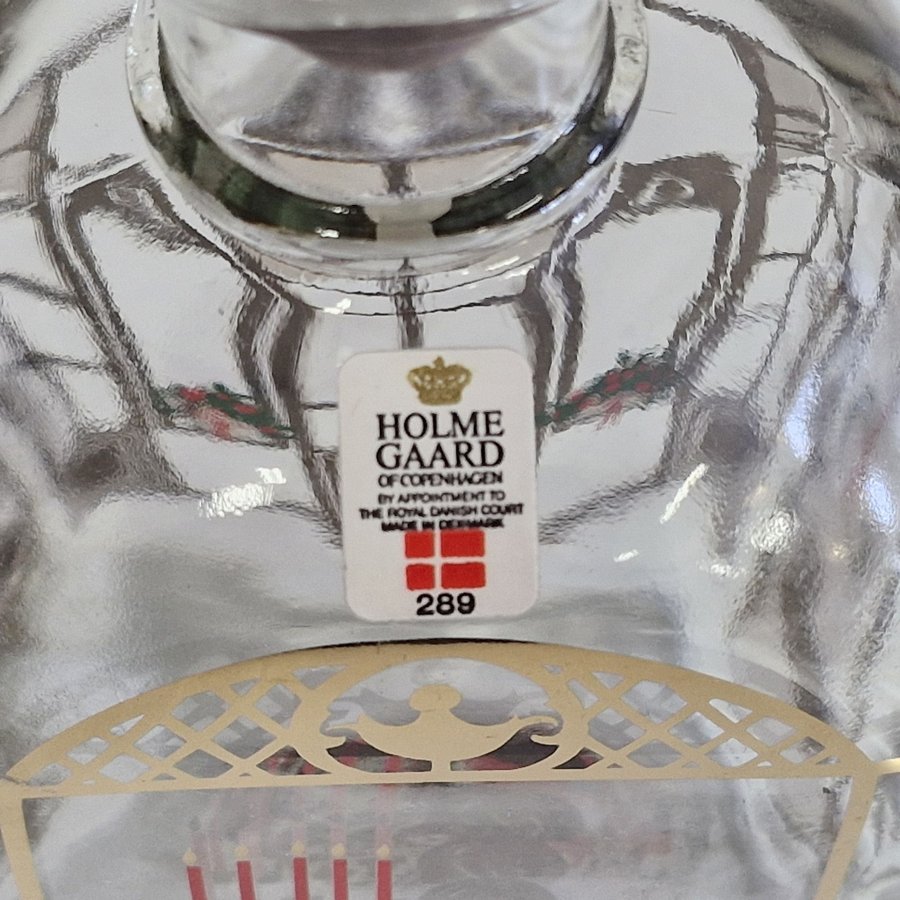 HOLME
GAARD
OF COPENHAGEN
BY APPOINTMENT TO
THE ROYAL DANISH COURT
MADE IN DENMARK
289